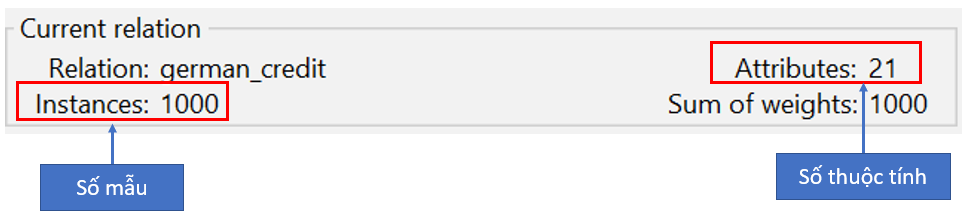 Current relation
Relation: german_credit
Attributes: 21
Instances: 1000
Sum of weights: 1000
Số mẫu
Số thuộc tính